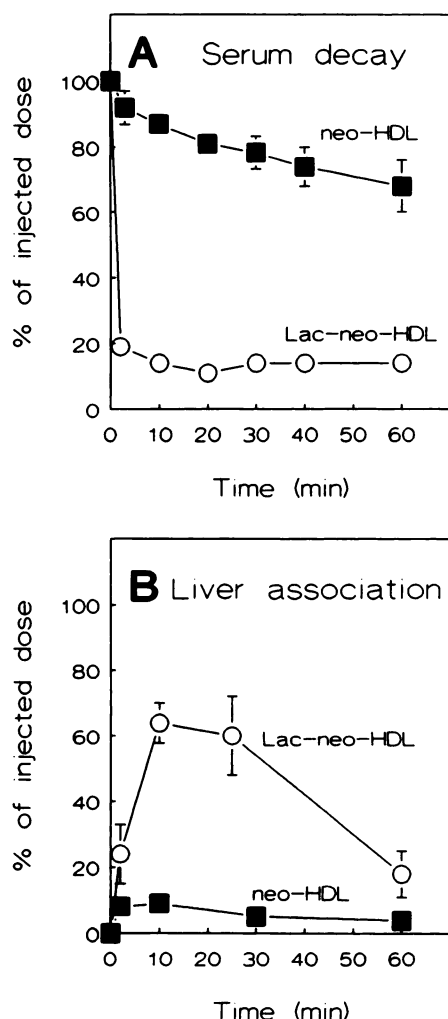 A Serum decay
100
80
60
40
20
0
% of injected dose
neo-HDL
Lac-neo-HDL
0 10 20 30 40 50 60
Time (min)
B Liver association
100
80
60
40
20
0
% of injected dose
Lac-neo-HDL
neo-HDL
0 10 20 30 40 50 60
Time (min)